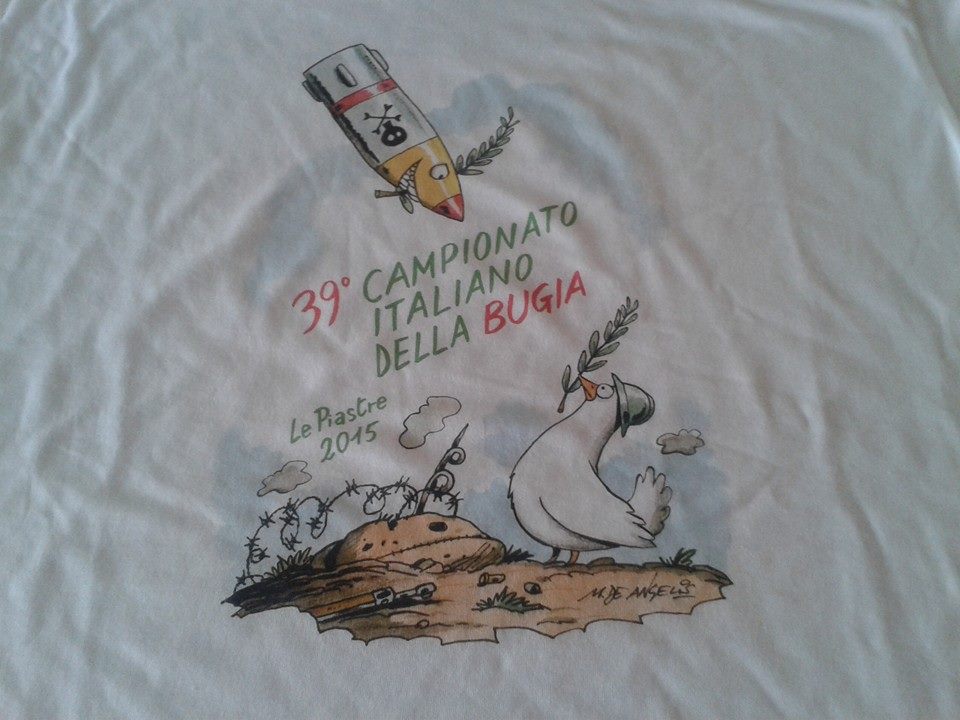 39° CAMPIONATO
ITALIANO
DELLA BUGIA
Le Piastre
2015
M. DE ANGELIS